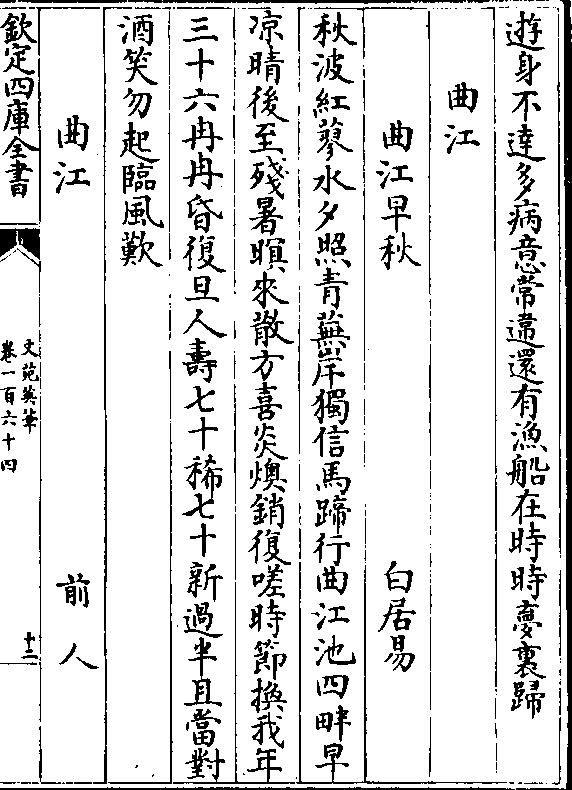 遊身不達多病意常違還有漁船在時時夢裏歸
曲江
曲江早秋 白居易
秋波紅蓼水夕照青蕪岸獨信馬蹄行曲江池四畔早
凉晴後至殘暑暝來散方喜炎燠銷復嗟時節換我年
三十六冉冉昏復旦人壽七十稀七十新過半且當對
酒笑勿起臨風歎
曲江 前人
欽定四庫全書
文苑英華
卷一百六十四
十三